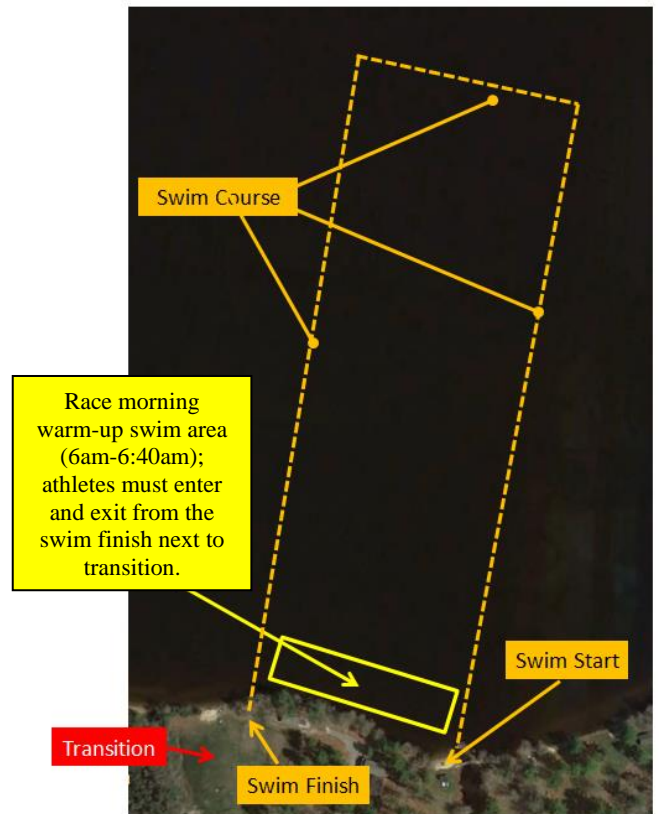 Swim Course
Race morning
warm-up swim area
(6am-6:40am);
athletes must enter
and exit from the
swim finish next to
transition.
Swim Start
Transition
Swim Finish